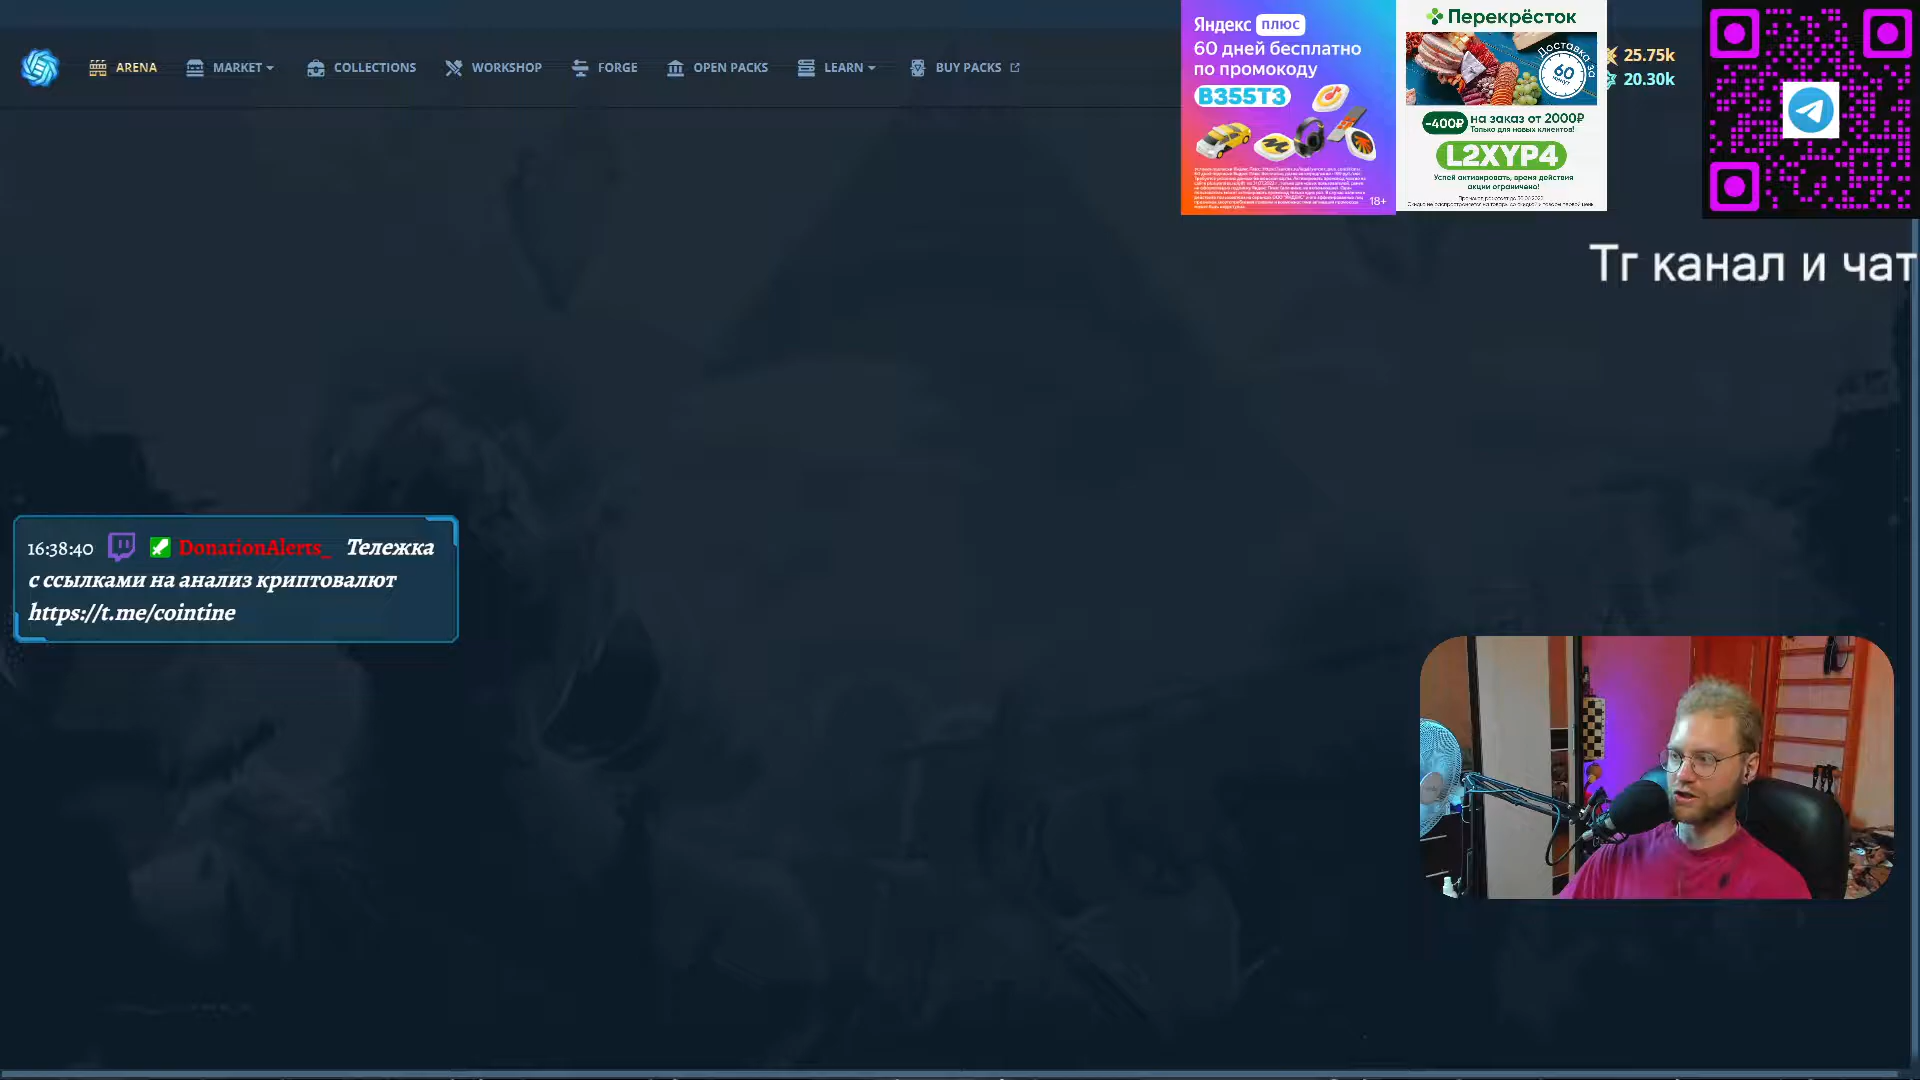 ARENA
MARKET
COLLECTIONS
WORKSHOP
FORGE
OPEN PACKS
LEARN
BUY PACKS
Яндекс плюс
60 дней бесплатно
по промокоду
B355T3
18+
Перекрёсток
Доставка за
60
минут
-400₽ на заказ от 2000₽
Только для новых клиентов!
L2XYP4
Успей активировать, время действия
акции ограничено!
25.75k
20.30k
Тг канал и чат
16:38:40 DonationAlerts_ Тележка
с ссылками на анализ криптовалют
https://t.me/cointine